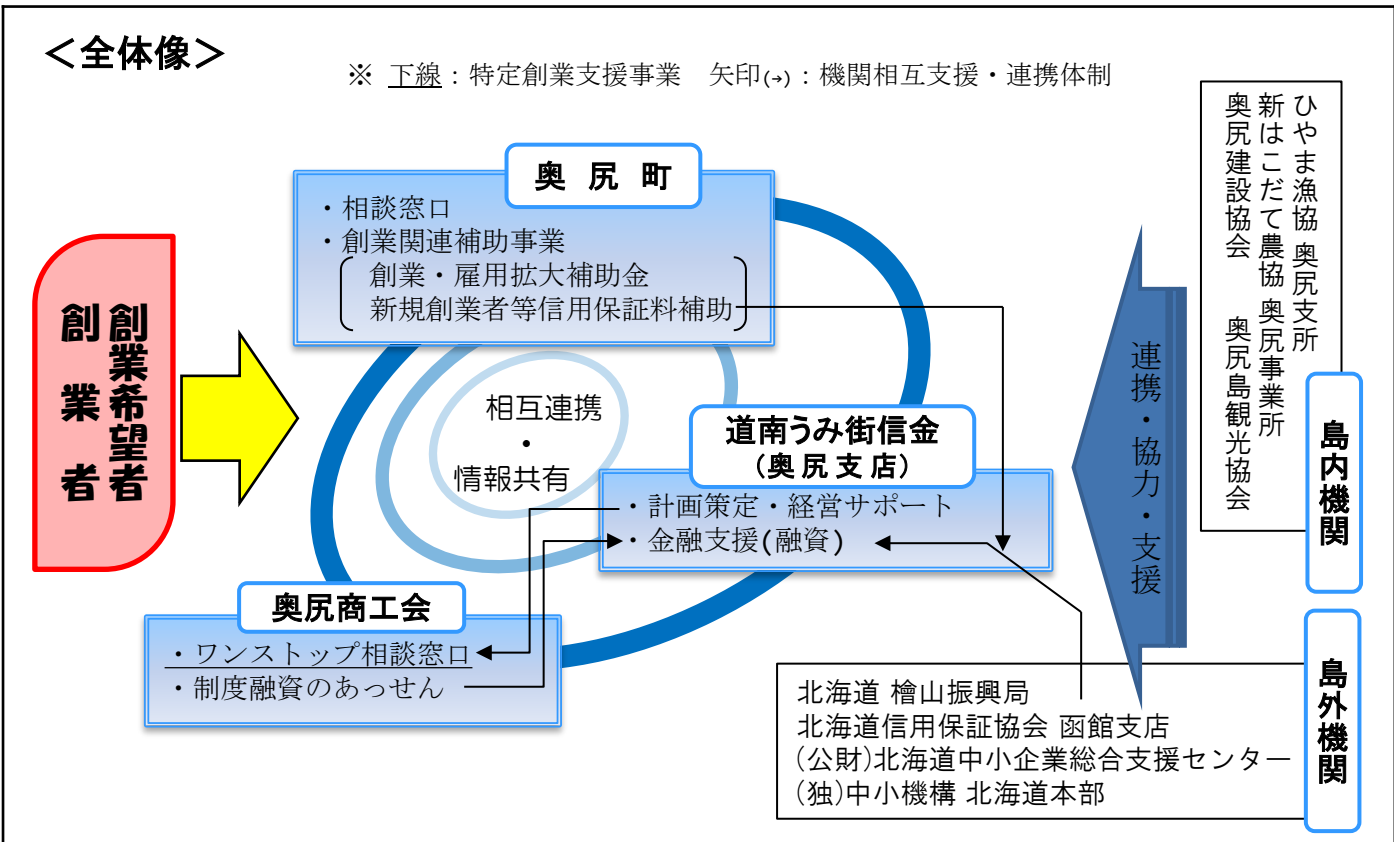 ＜全体像＞
※ 下線：特定創業支援事業　矢印(→)：機関相互支援・連携体制
創業希望者
創業者
奥尻町
・相談窓口
・創業関連補助事業
創業・雇用拡大補助金
新規創業者等信用保証料補助
相互連携
・
情報共有
道南うみ街信金
（奥尻支店）
・計画策定・経営サポート
・金融支援(融資)
奥尻商工会
・ワンストップ相談窓口
・制度融資のあっせん
連携・協力・支援
ひやま漁協 奥尻支所
新はこだて農協 奥尻事業所
奥尻建設協会　奥尻島観光協会
島内機関
北海道 檜山振興局
北海道信用保証協会 函館支店
(公財)北海道中小企業総合支援センター
(独)中小機構 北海道本部
島外機関